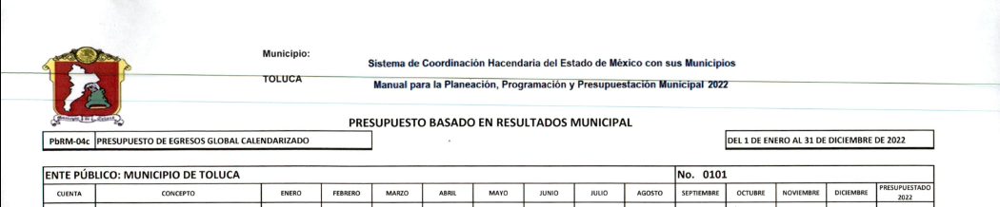 Municipio:
Sistema de Coordinación Hacendaria del Estado de México con sus Municipios
TOLUCA
Manual para la Planeación, Programación y Presupuestación Municipal 2022
PRESUPUESTO BASADO EN RESULTADOS MUNICIPAL
PbRM-04c PRESUPUESTO DE EGRESOS GLOBAL CALENDARIZADO DEL 1 DE ENERO AL 31 DE DICIEMBRE DE 2022
ENTE PÚBLICO: MUNICIPIO DE TOLUCA No. 0101
CUENTA CONCEPTO ENERO FEBRERO MARZO ABRIL MAYO JUNIO JULIO AGOSTO SEPTIEMBRE OCTUBRE NOVIEMBRE DICIEMBRE PRESUPUESTADO 2022